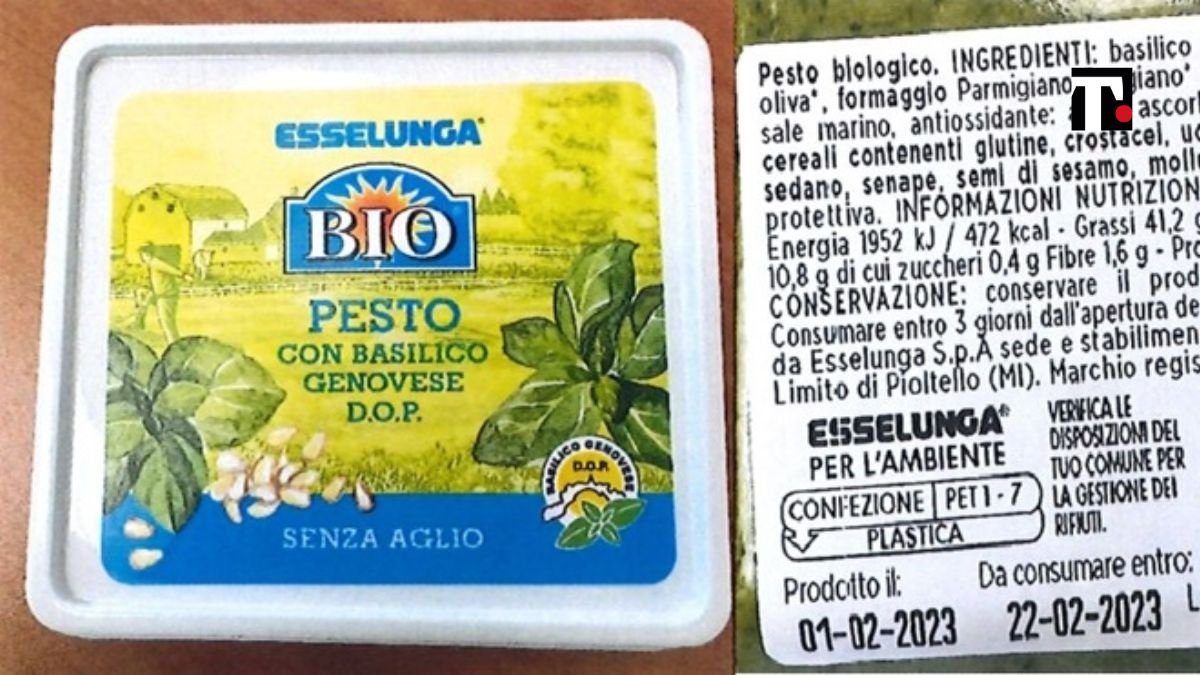 ESSELUNGA
BIO
PESTO
CON BASILICO
GENOVESE
D.O.P.
BASILICO GENOVESE
D.O.P.
SENZA AGLIO
Pesto biologico. INGREDIENTI: basilico
oliva*, formaggio Parmigiano
sale marino, antiossidante:
cereali contenenti glutine, crostacei,
sedano, senape, semi di sesamo,
protettiva. INFORMAZIONI
Energia 1952 kJ / 472 kcal - Grassi 41,2
10,8 g di cui zuccheri 0,4 g Fibre 1,6 g -
CONSERVAZIONE: conservare il
Consumare entro 3 giorni dall'apertura
da Esselunga S.p.A sede e
Limito di Pioltello (MI). Marchio
ESSELUNGA®
PER L'AMBIENTE
CONFEZIONE PET 1 - 7
PLASTICA
VERIFICA LE
DISPOSIZIONI DEL
TUO COMUNE PER
LA GESTIONE DEI
RIFIUTI.
Prodotto il: Da consumare entro:
01-02-2023 22-02-2023